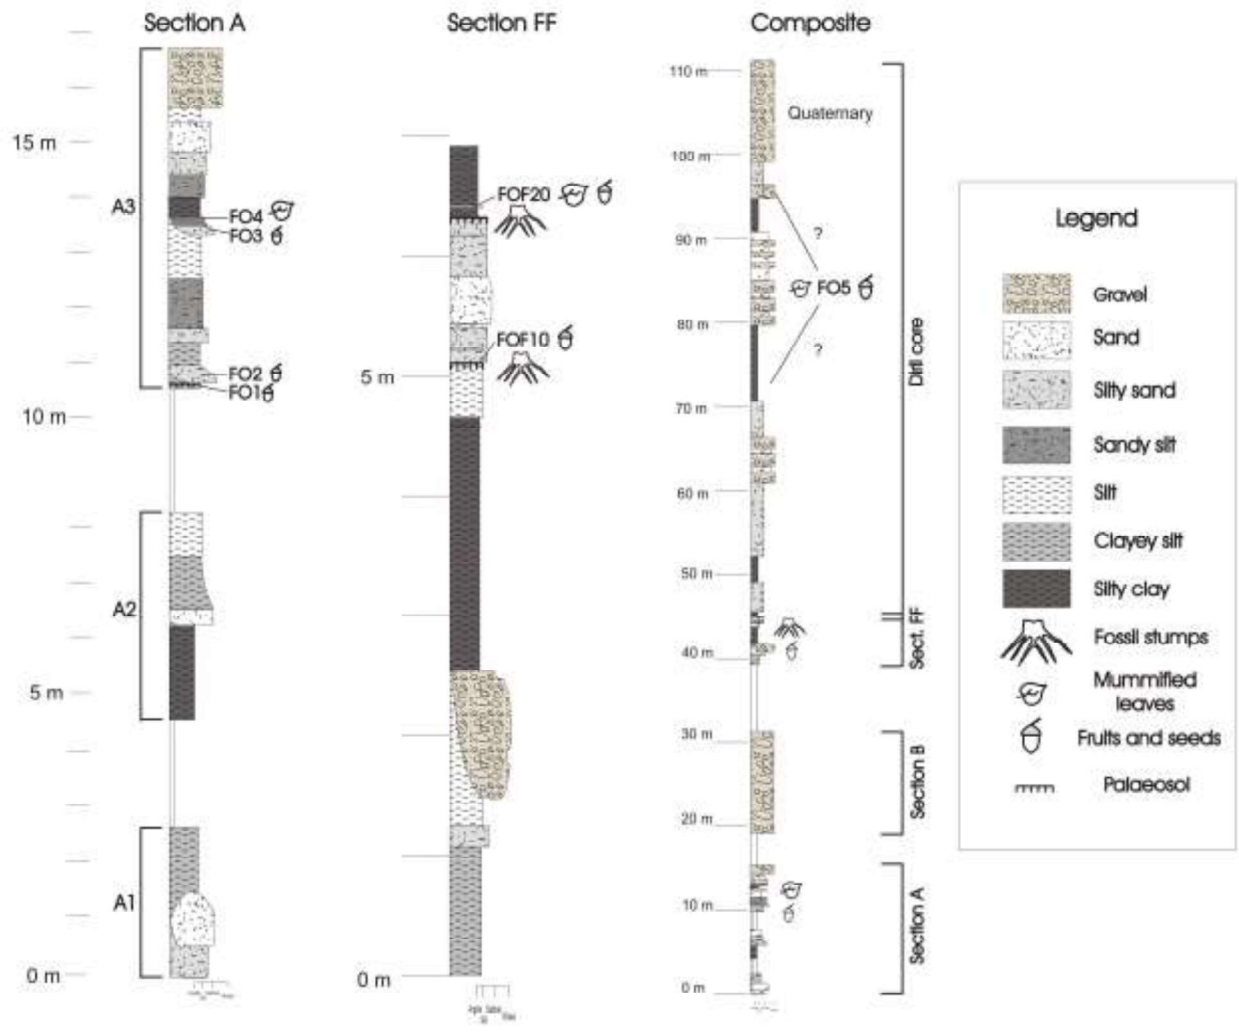 Section A
Section FF
Composite
15 m
10 m
5 m
0 m
A3
A2
A1
FO4
FO3
FO2
FO1
5 m
0 m
FOF20
FOF10
110 m
100 m
90 m
80 m
70 m
60 m
50 m
40 m
30 m
20 m
10 m
0 m
Quaternary
?
FO5
?
Drill core
Sect. FF
Section B
Section A
Legend
Gravel
Sand
Silty sand
Sandy silt
Silt
Clayey silt
Silty clay
Fossil stumps
Mummified
leaves
Fruits and seeds
Palaeosol